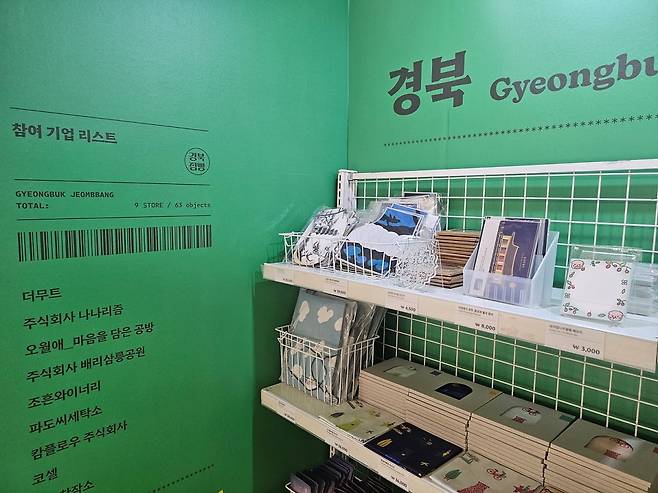 경북 Gyeongbu
참여 기업 리스트
경북
점빵
GYEONGBUK JEOMBBANG
TOTAL: 9 STORE / 63 objects
더무트
주식회사 나나리즘
오월애_마음을 담은 공방
주식회사 배리삼릉공원
조흔와이너리
파도씨세탁소
캄플로우 주식회사
코셀
작소
₩ 4,500
₩ 8,000
₩ 3,000